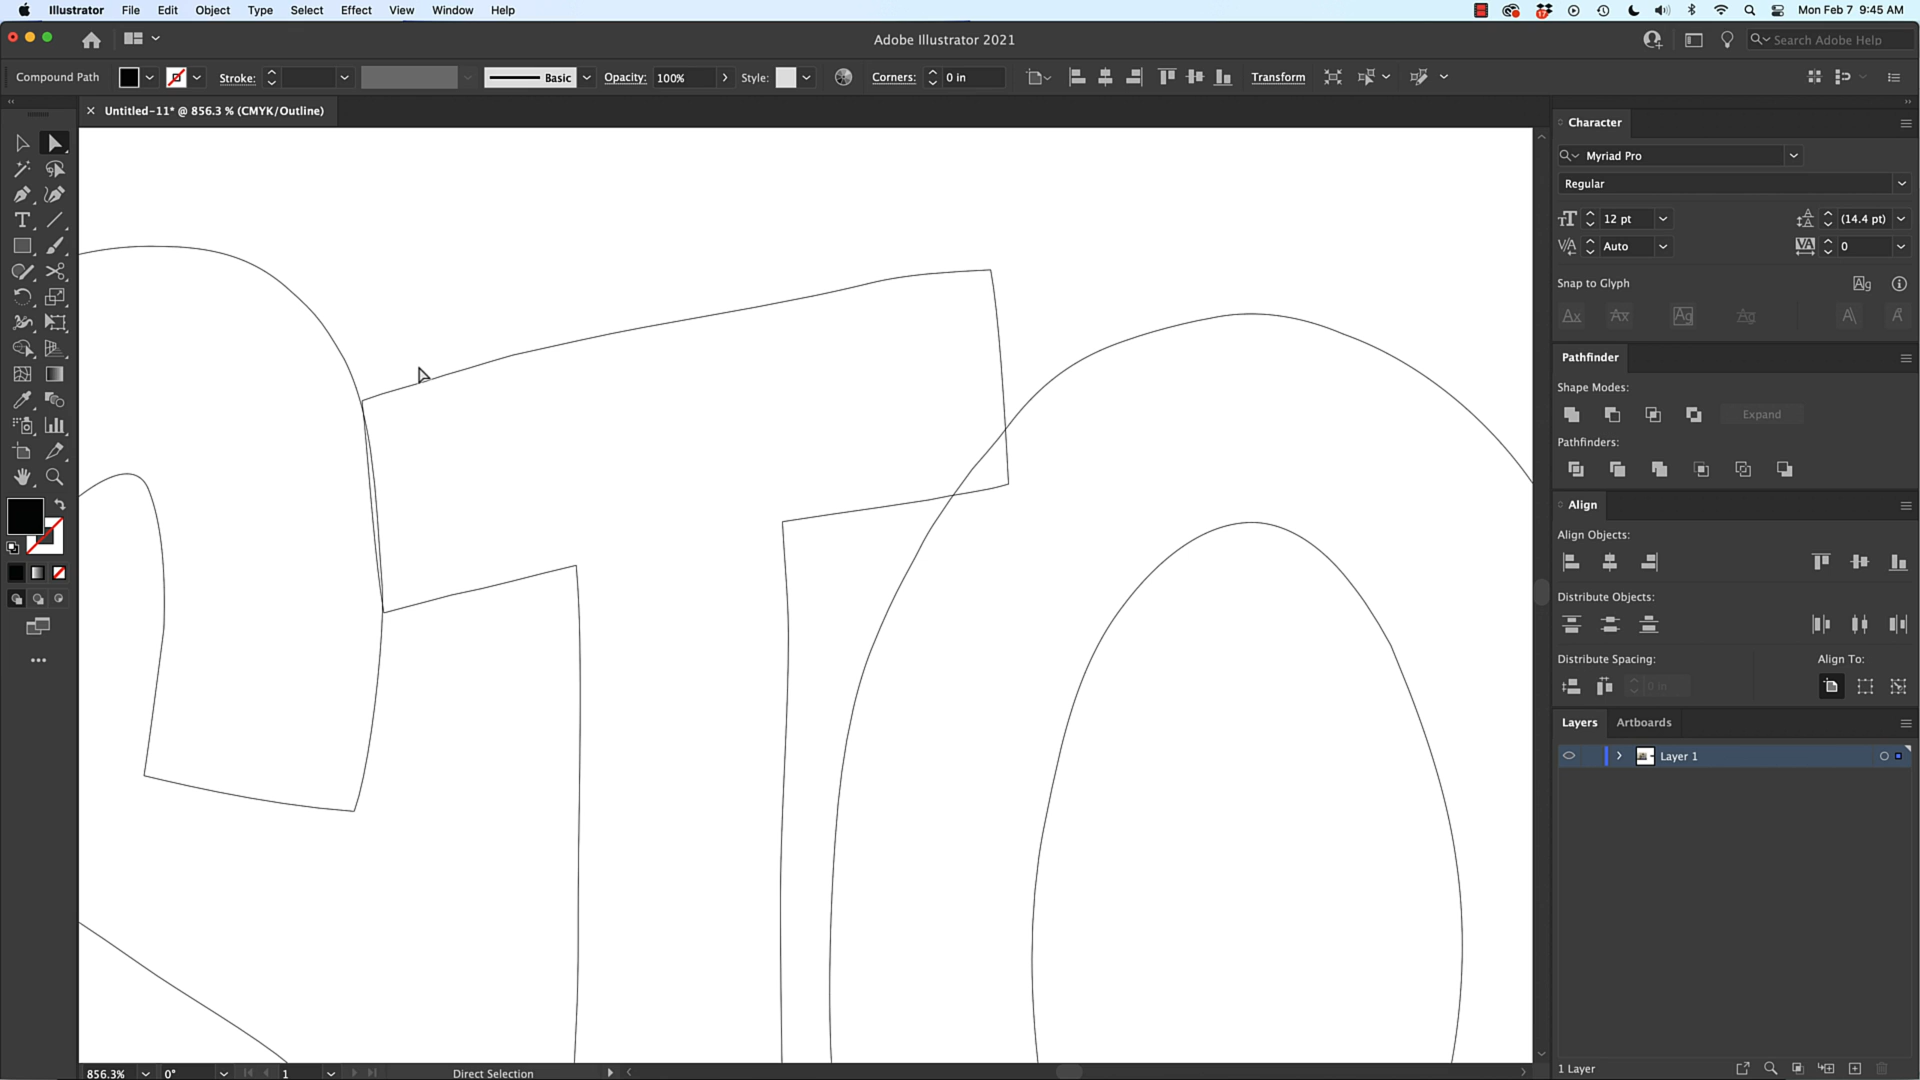 Illustrator File Edit Object Type Select Effect View Window Help Mon Feb 7 9:45 AM
Adobe Illustrator 2021 Search Adobe Help
Compound Path Stroke: Basic Opacity: 100% Style: Corners: 0 in Transform
Untitled-11* @ 856.3 % (CMYK/Outline)
Character
Myriad Pro
Regular
12 pt (14.4 pt)
Auto 0
Snap to Glyph
Pathfinder
Shape Modes:
Expand
Pathfinders:
Align
Align Objects:
Distribute Objects:
Distribute Spacing: Align To:
0 in
Layers Artboards
Layer 1
1 Layer
856.3% 0° 1 Direct Selection